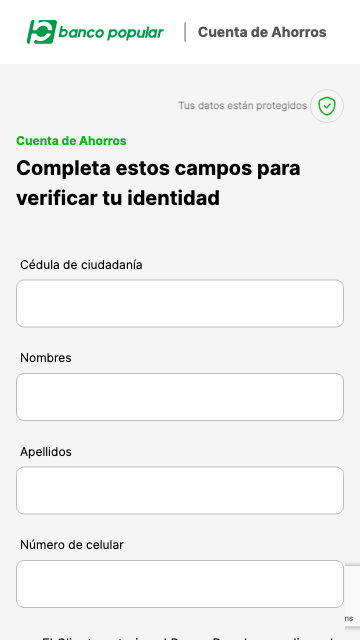 banco popular | Cuenta de Ahorros
Tus datos están protegidos
Cuenta de Ahorros
Completa estos campos para
verificar tu identidad
Cédula de ciudadanía
Nombres
Apellidos
Número de celular
ms